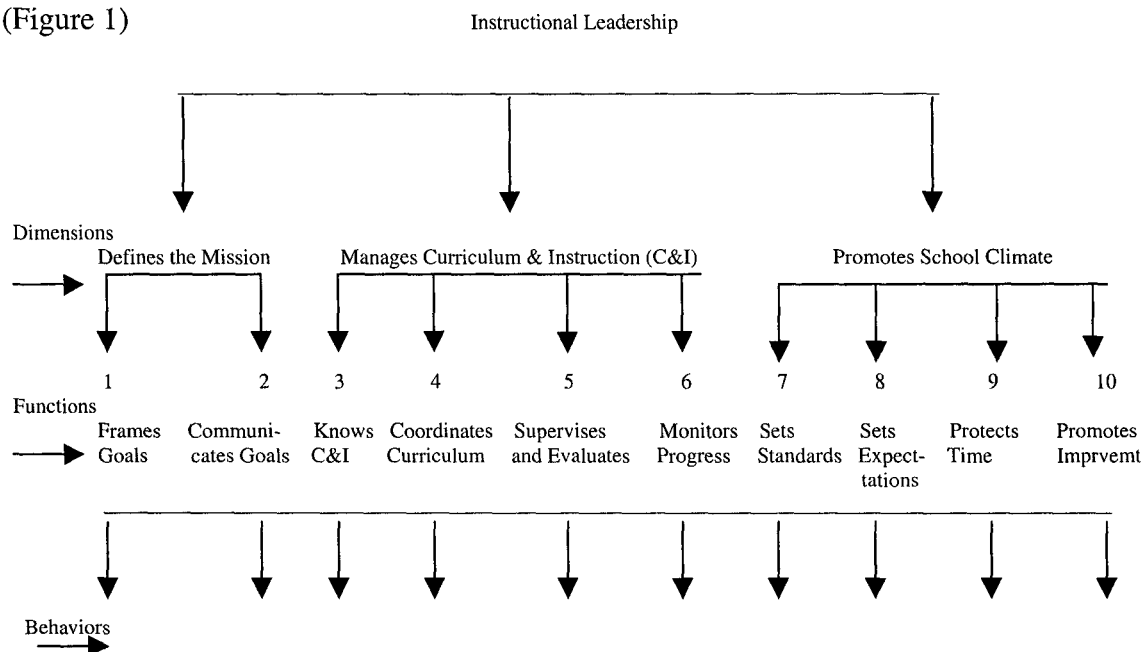 (Figure 1)
Instructional Leadership
Dimensions
Defines the Mission
Manages Curriculum & Instruction (C&I)
Promotes School Climate
1 2 3 4 5 6 7 8 9 10
Functions
Frames Communi- Knows Coordinates Supervises Monitors Sets Sets Protects Promotes
Goals cates Goals C&I Curriculum and Evaluates Progress Standards Expect- Time Imprvemt
tations
Behaviors